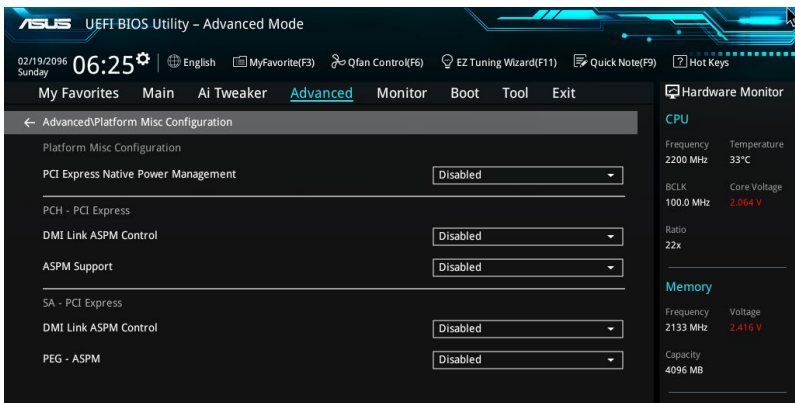 ASUS UEFI BIOS Utility – Advanced Mode
02/19/2096
Sunday
06:25
English
MyFavorite(F3)
Qfan Control(F6)
EZ Tuning Wizard(F11)
Quick Note(F9)
? Hot Keys
My Favorites Main Ai Tweaker Advanced Monitor Boot Tool Exit
Hardware Monitor
← Advanced\Platform Misc Configuration
Platform Misc Configuration
PCI Express Native Power Management Disabled
PCH - PCI Express
DMI Link ASPM Control Disabled
ASPM Support Disabled
SA - PCI Express
DMI Link ASPM Control Disabled
PEG - ASPM Disabled
CPU
Frequency Temperature
2200 MHz 33°C
BCLK Core Voltage
100.0 MHz 2.064 V
Ratio
22x
Memory
Frequency Voltage
2133 MHz 2.416 V
Capacity
4096 MB